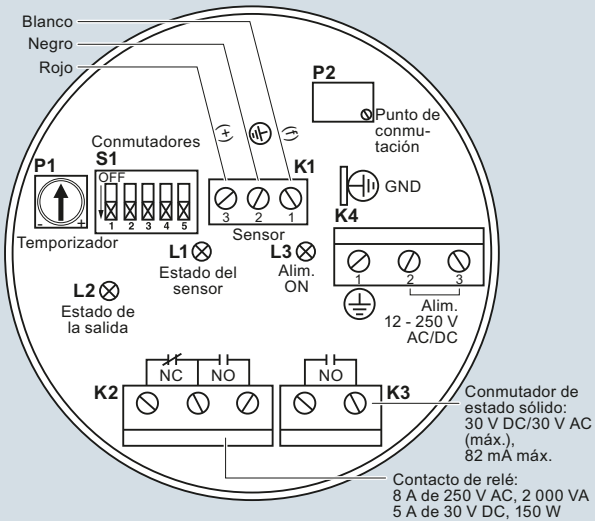 Blanco
Negro
Rojo
P2
Punto de
conmu-
tación
(+)
(f)
Conmutadores
P1
S1
OFF
K1
GND
- +
1 2 3 4 5
3 2 1
K4
Temporizador
Sensor
L1
Estado del
sensor
L3
Alim.
ON
1 2 3
L2
Estado de
la salida
Alim.
12 - 250 V
AC/DC
NC NO
NO
K2
K3
Conmutador de
estado sólido:
30 V DC/30 V AC
(máx.),
82 mA máx.
Contacto de relé:
8 A de 250 V AC, 2 000 VA
5 A de 30 V DC, 150 W